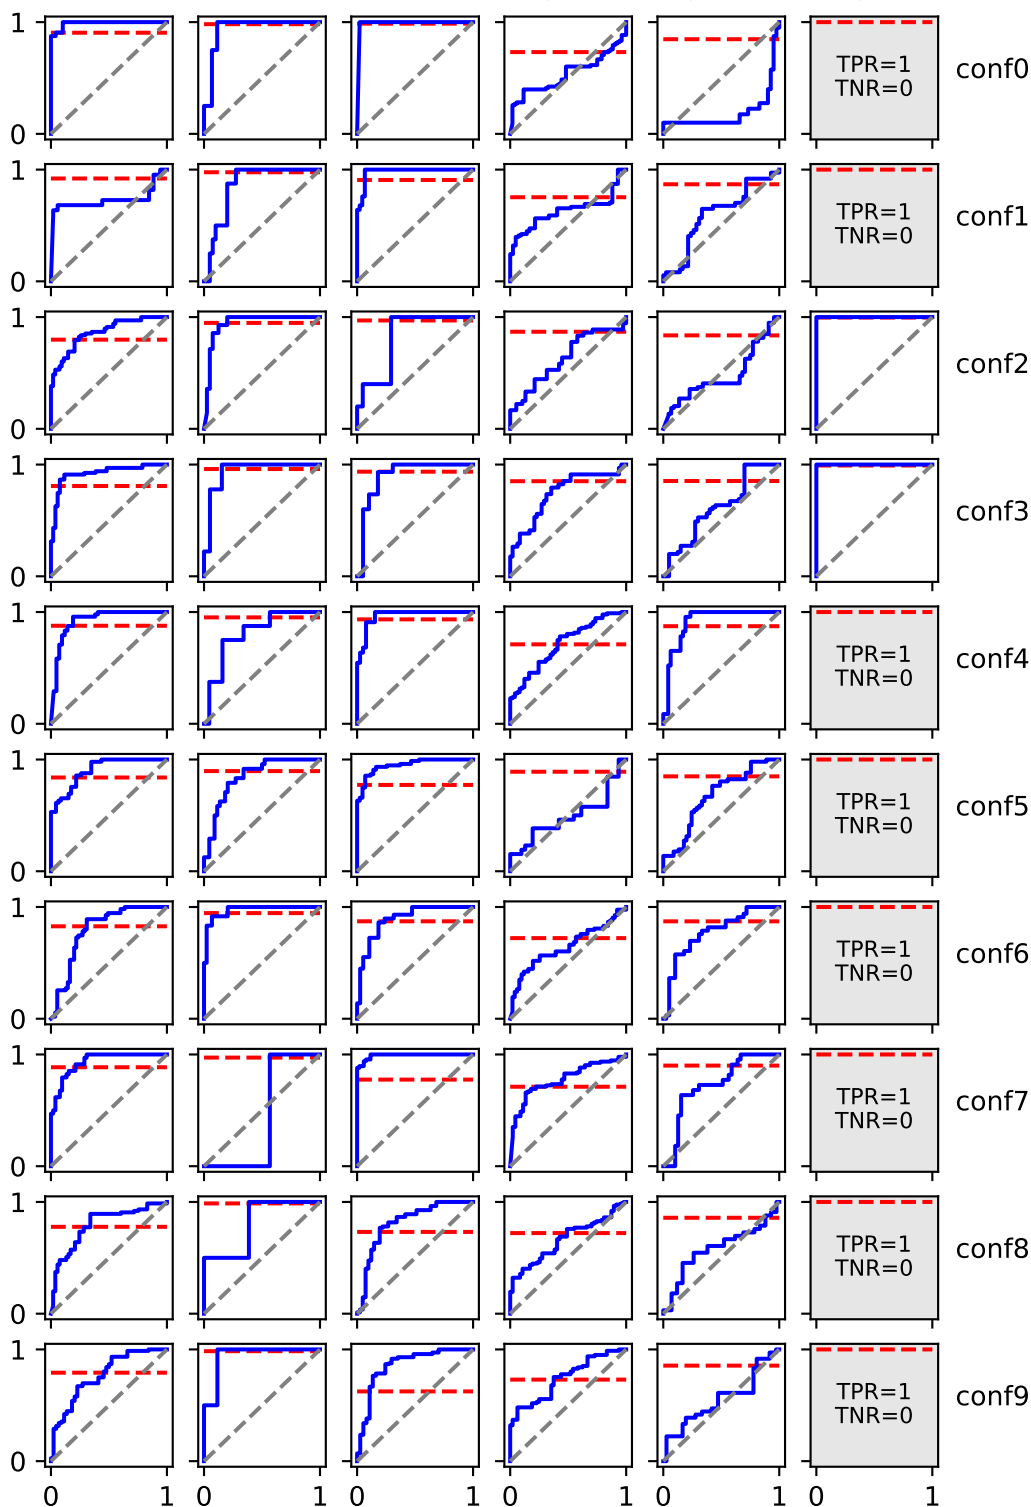 1
TPR=1
TNR=0
conf0
0
1
TPR=1
TNR=0
conf1
0
1
conf2
0
1
conf3
0
1
TPR=1
TNR=0
conf4
0
1
TPR=1
TNR=0
conf5
0
1
TPR=1
TNR=0
conf6
0
1
TPR=1
TNR=0
conf7
0
1
TPR=1
TNR=0
conf8
0
1
TPR=1
TNR=0
conf9
0
0 1 0 1 0 1 0 1 0 1 0 1